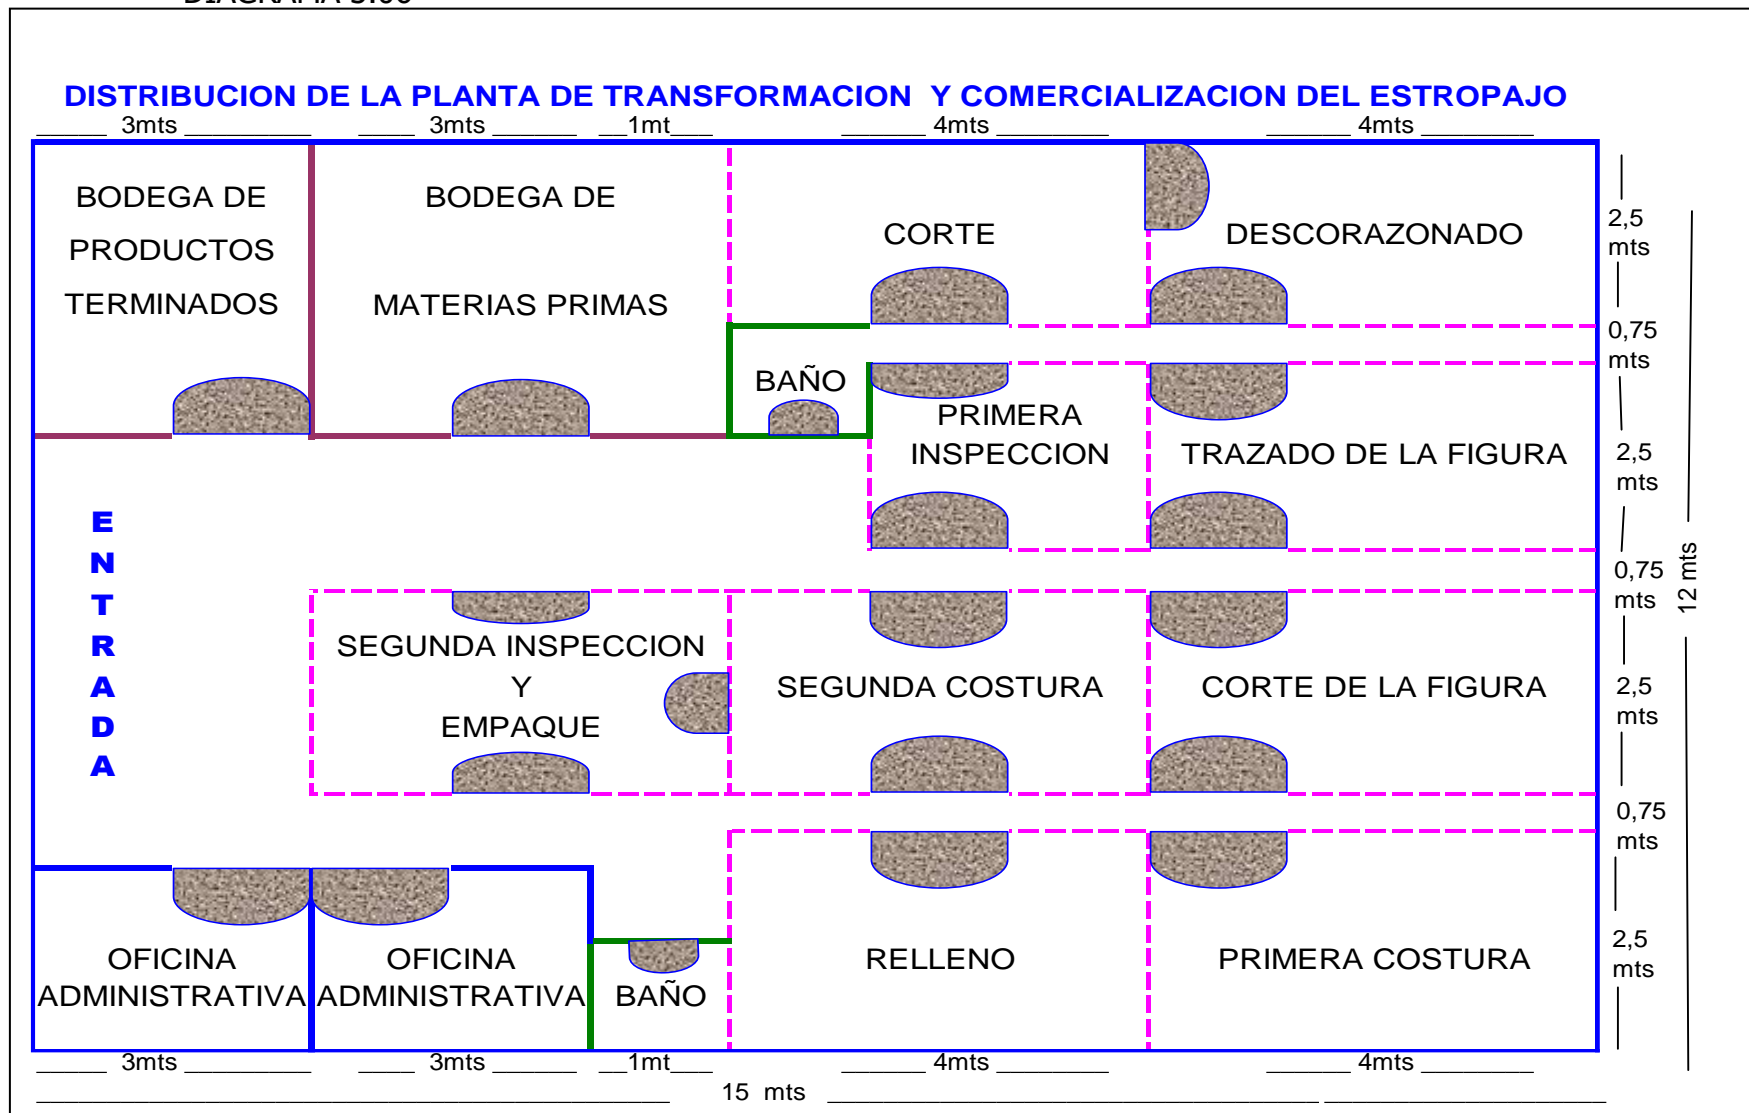 DIAGRAMA 3.06
DISTRIBUCION DE LA PLANTA DE TRANSFORMACION Y COMERCIALIZACION DEL ESTROPAJO
3mts 3mts 1mt 4mts 4mts
BODEGA DE
PRODUCTOS
TERMINADOS
BODEGA DE
MATERIAS PRIMAS
CORTE
DESCORAZONADO
2,5
mts
0,75
mts
BAÑO
PRIMERA
INSPECCION
TRAZADO DE LA FIGURA
2,5
mts
ENTRADA
0,75
mts
12 mts
SEGUNDA INSPECCION
Y
EMPAQUE
SEGUNDA COSTURA
CORTE DE LA FIGURA
2,5
mts
0,75
mts
OFICINA
ADMINISTRATIVA
OFICINA
ADMINISTRATIVA
BAÑO
RELLENO
PRIMERA COSTURA
2,5
mts
3mts 3mts 1mt 4mts 4mts
15 mts